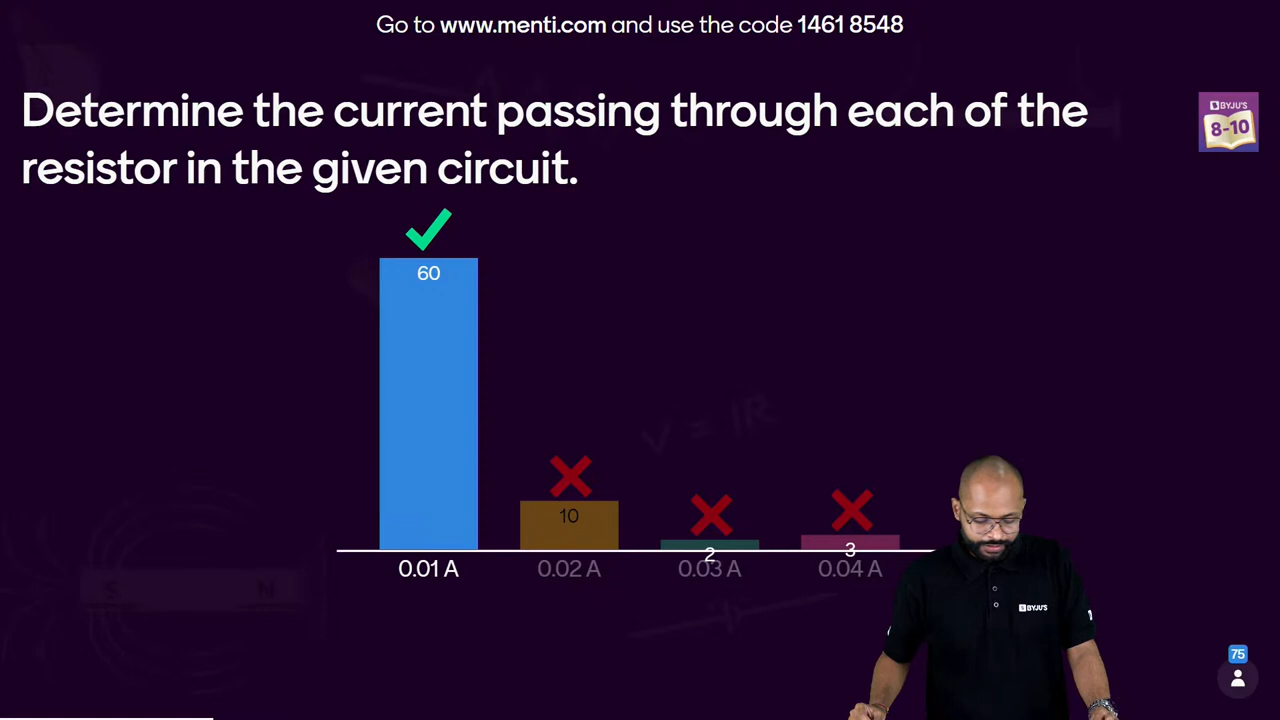 Go to www.menti.com and use the code 1461 8548
Determine the current passing through each of the
resistor in the given circuit.
BYJU'S
8-10
60
10
2
3
0.01 A
0.02 A
0.03 A
0.04 A
V = IR
S
N
BYJU'S
75